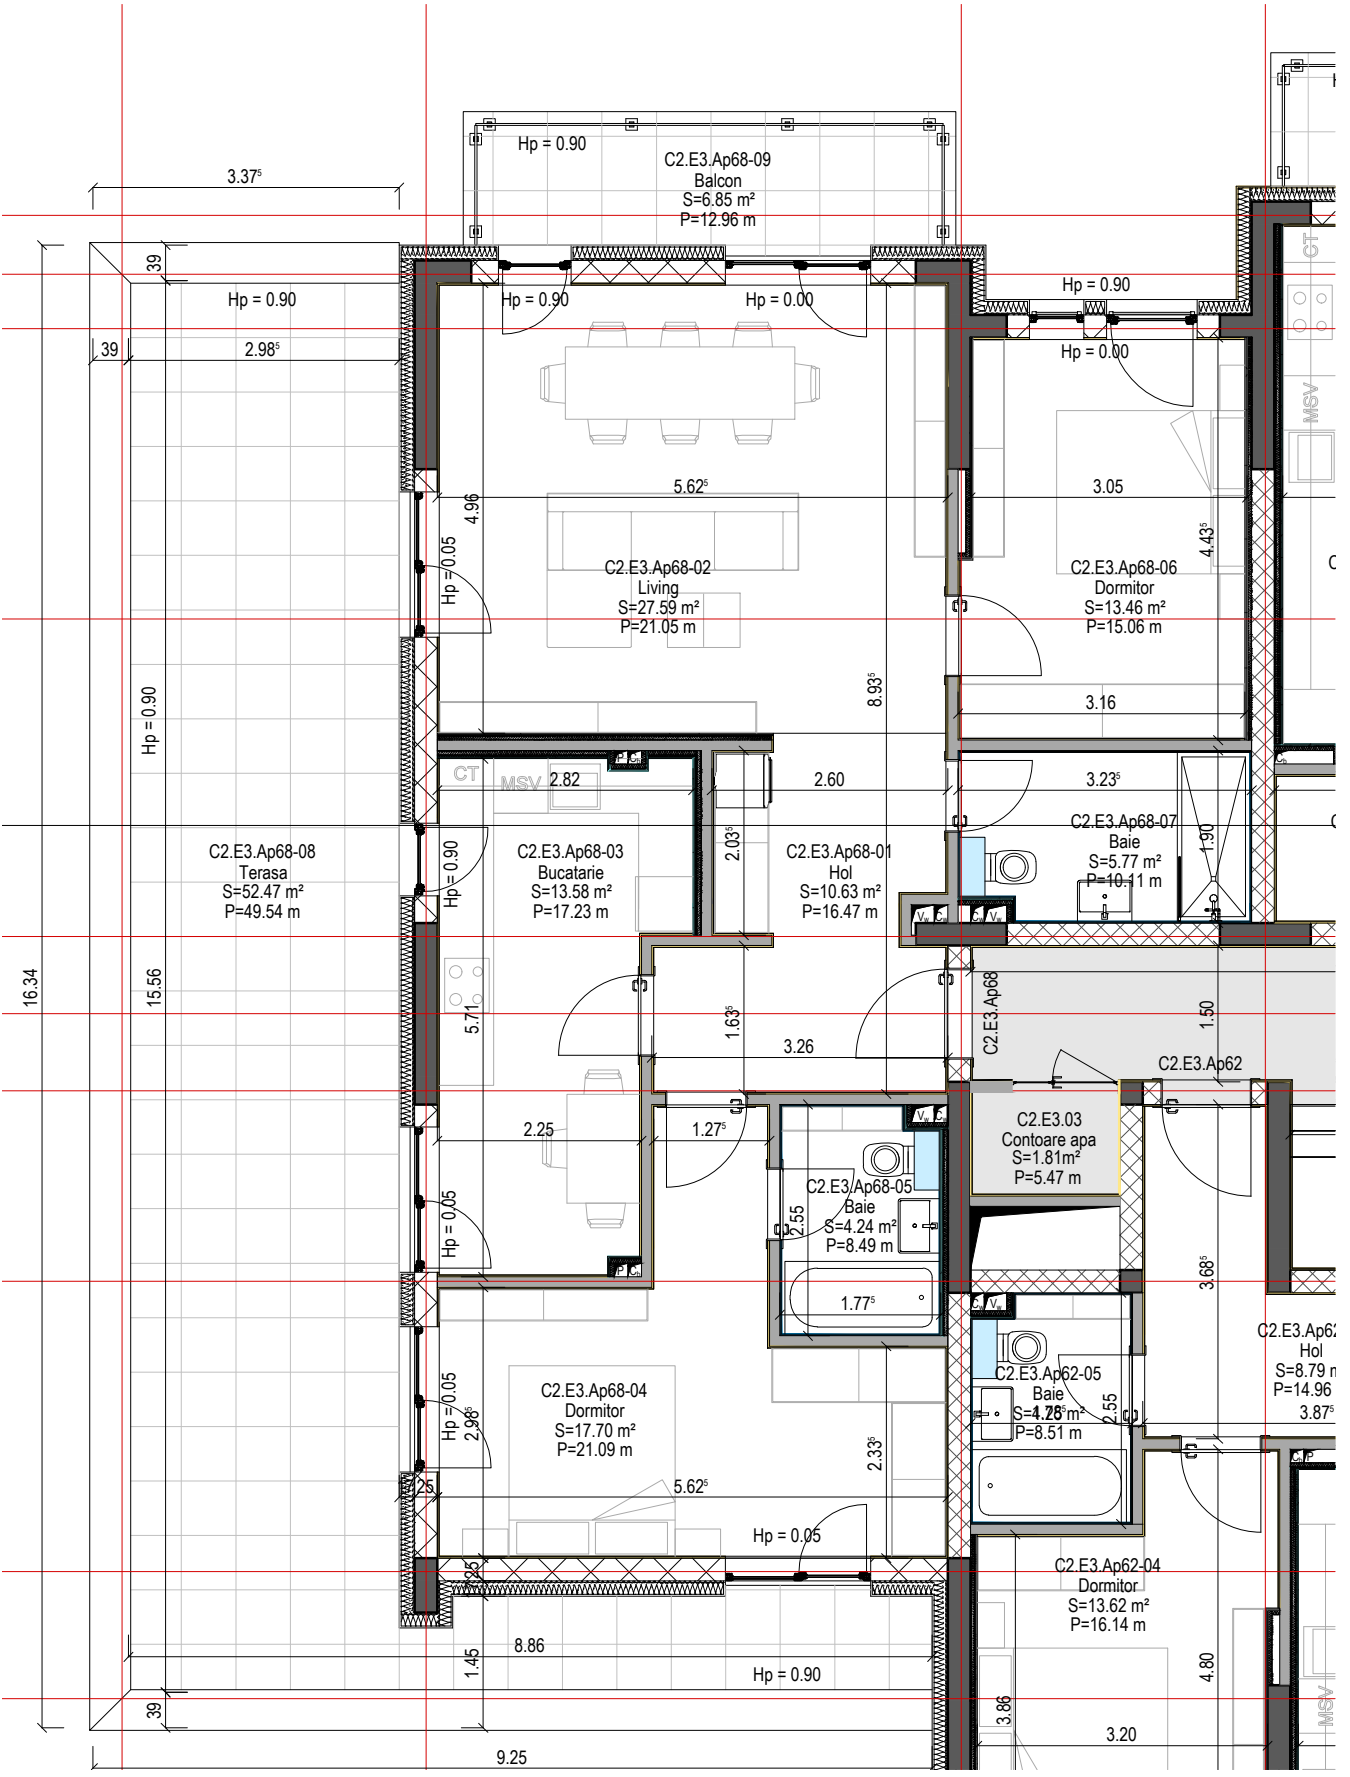 3.37⁵
Hp = 0.90
C2.E3.Ap68-09
Balcon
S=6.85 m²
P=12.96 m
39
Hp = 0.90
Hp = 0.90
Hp = 0.00
Hp = 0.90
CT
39
2.98⁵
Hp = 0.00
MSV
4.96
5.62⁵
3.05
4.43⁵
Hp = 0.05
C2.E3.Ap68-02
Living
S=27.59 m²
P=21.05 m
C2.E3.Ap68-06
Dormitor
S=13.46 m²
P=15.06 m
Hp = 0.90
8.93⁵
3.16
CT
MSV
2.82
2.60
3.23⁵
C2.E3.Ap68-08
Terasa
S=52.47 m²
P=49.54 m
Hp = 0.90
C2.E3.Ap68-03
Bucatarie
S=13.58 m²
P=17.23 m
2.03⁵
C2.E3.Ap68-01
Hol
S=10.63 m²
P=16.47 m
C2.E3.Ap68-07
Baie
S=5.77 m²
P=10.11 m
1.90
16.34
15.56
5.71
1.63⁵
3.26
C2.E3.Ap68
1.50
C2.E3.Ap62
2.25
1.27⁵
C2.E3.03
Contoare apa
S=1.81m²
P=5.47 m
Hp = 0.05
2.55
C2.E3.Ap68-05
Baie
S=4.24 m²
P=8.49 m
1.77⁵
3.68⁵
C2.E3.Ap62
Hol
S=8.79 m
P=14.96
3.87⁵
Hp = 0.05
2.98⁵
C2.E3.Ap68-04
Dormitor
S=17.70 m²
P=21.09 m
2.33⁵
C2.E3.Ap62-05
Baie
S=4.28 m²
P=8.51 m
2.55
5.62⁵
Hp = 0.05
C2.E3.Ap62-04
Dormitor
S=13.62 m²
P=16.14 m
8.86
1.45
Hp = 0.90
39
3.86
4.80
3.20
MSV
9.25